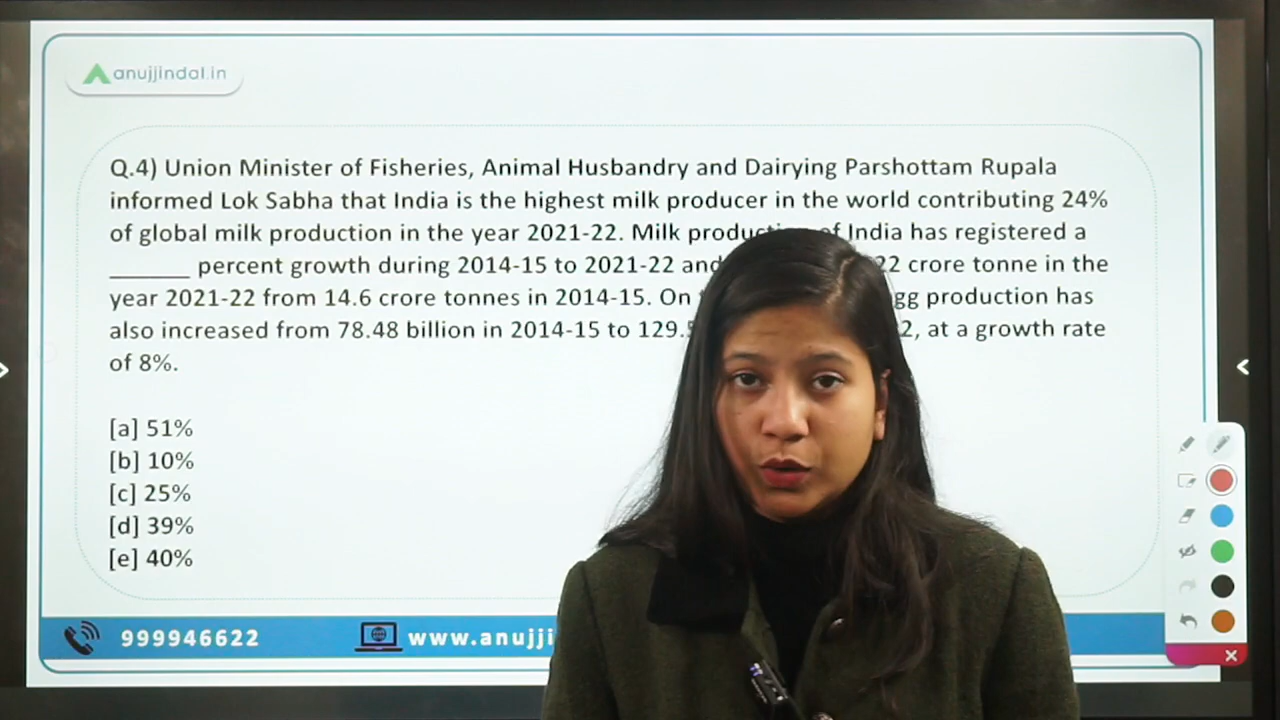 anujjindal.in
Q.4) Union Minister of Fisheries, Animal Husbandry and Dairying Parshottam Rupala
informed Lok Sabha that India is the highest milk producer in the world contributing 24%
of global milk production in the year 2021-22. Milk production of India has registered a
_______ percent growth during 2014-15 to 2021-22 and 22 crore tonne in the
year 2021-22 from 14.6 crore tonnes in 2014-15. On egg production has
also increased from 78.48 billion in 2014-15 to 129. at a growth rate
of 8%.
[a] 51%
[b] 10%
[c] 25%
[d] 39%
[e] 40%
999946622
www.anujji